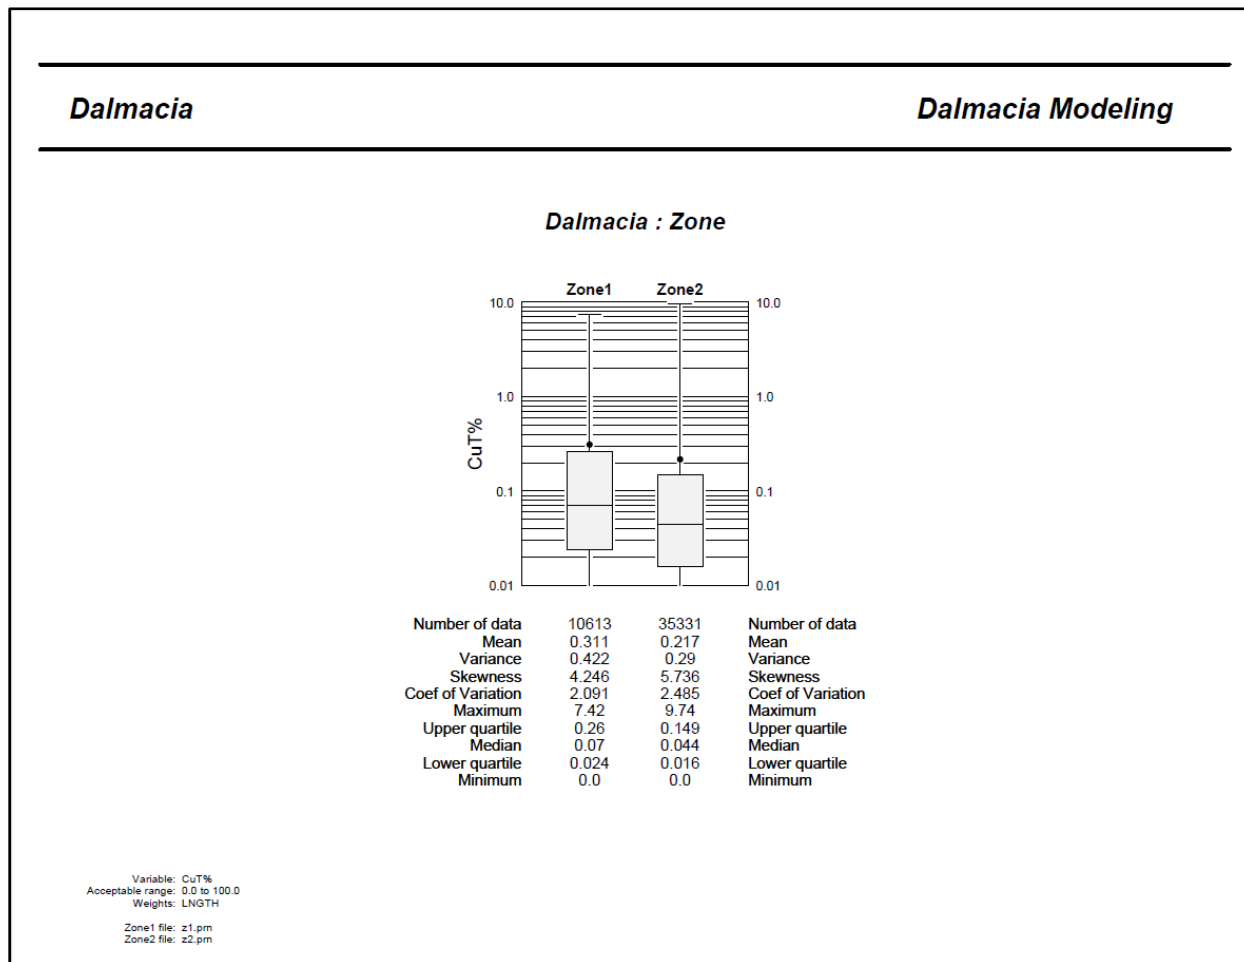 Dalmacia Dalmacia Modeling
Dalmacia : Zone
Zone1 Zone2
10.0 10.0
1.0 1.0
CuT%
0.1 0.1
0.01 0.01
Number of data 10613 35331 Number of data
Mean 0.311 0.217 Mean
Variance 0.422 0.29 Variance
Skewness 4.246 5.736 Skewness
Coef of Variation 2.091 2.485 Coef of Variation
Maximum 7.42 9.74 Maximum
Upper quartile 0.26 0.149 Upper quartile
Median 0.07 0.044 Median
Lower quartile 0.024 0.016 Lower quartile
Minimum 0.0 0.0 Minimum
Variable: CuT%
Acceptable range: 0.0 to 100.0
Weights: LNGTH
Zone1 file: z1.prn
Zone2 file: z2.prn